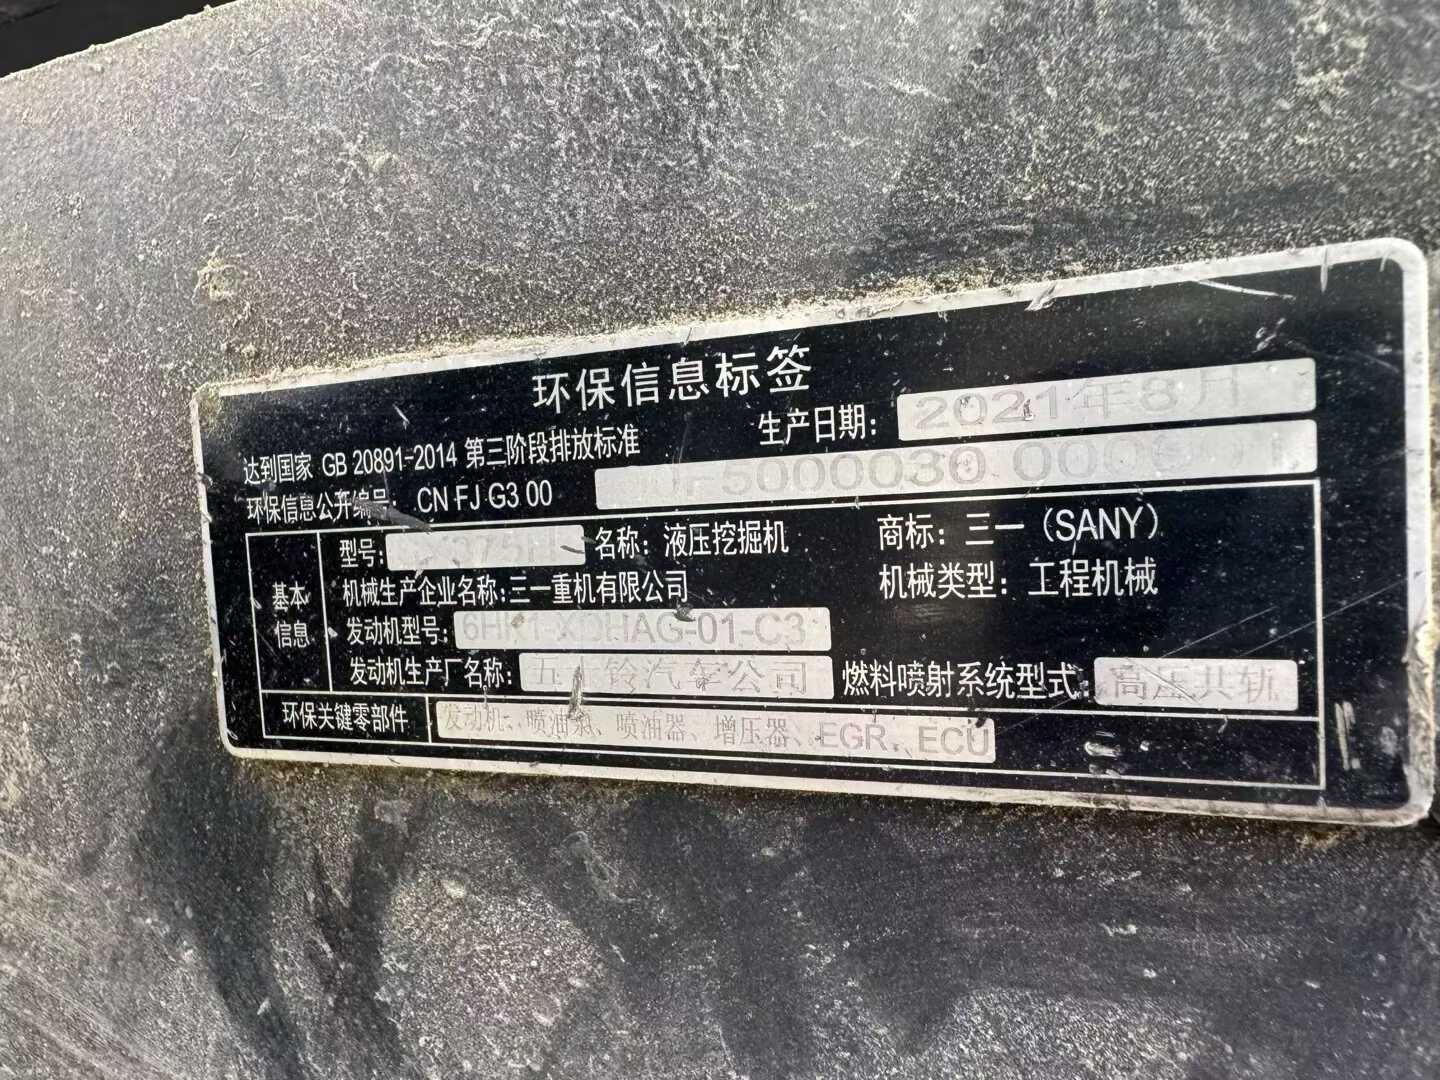 环保信息标签
生产日期：2021年8月
达到国家 GB 20891-2014 第三阶段排放标准
环保信息公开编号：CN FJ G3 00
基本信息
型号：
名称：液压挖掘机
商标：三一（SANY）
机械生产企业名称：三一重机有限公司
机械类型：工程机械
发动机型号：
发动机生产厂名称：五十铃汽车公司
燃料喷射系统型式：高压共轨
环保关键零部件
发动机、喷油泵、喷油器、增压器、EGR、ECU